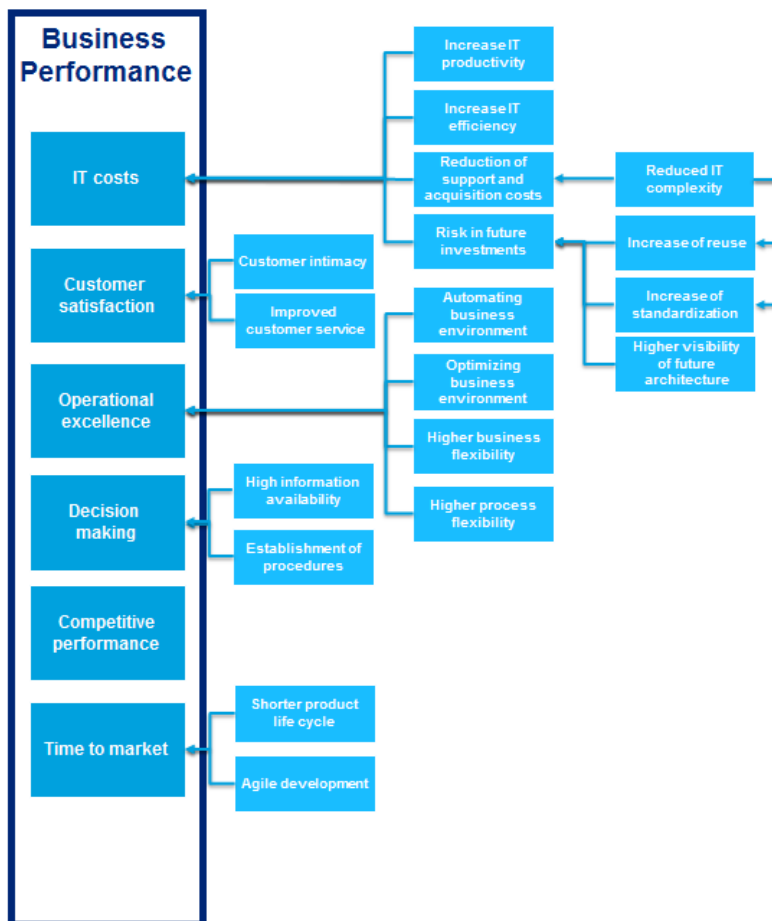 Business
Performance
IT costs
Customer
satisfaction
Operational
excellence
Decision
making
Competitive
performance
Time to market
Customer intimacy
Improved
customer service
High information
availability
Establishment of
procedures
Shorter product
life cycle
Agile development
Increase IT
productivity
Increase IT
efficiency
Reduction of
support and
acquisition costs
Risk in future
investments
Automating
business
environment
Optimizing
business
environment
Higher business
flexibility
Higher process
flexibility
Reduced IT
complexity
Increase of reuse
Increase of
standardization
Higher visibility
of future
architecture